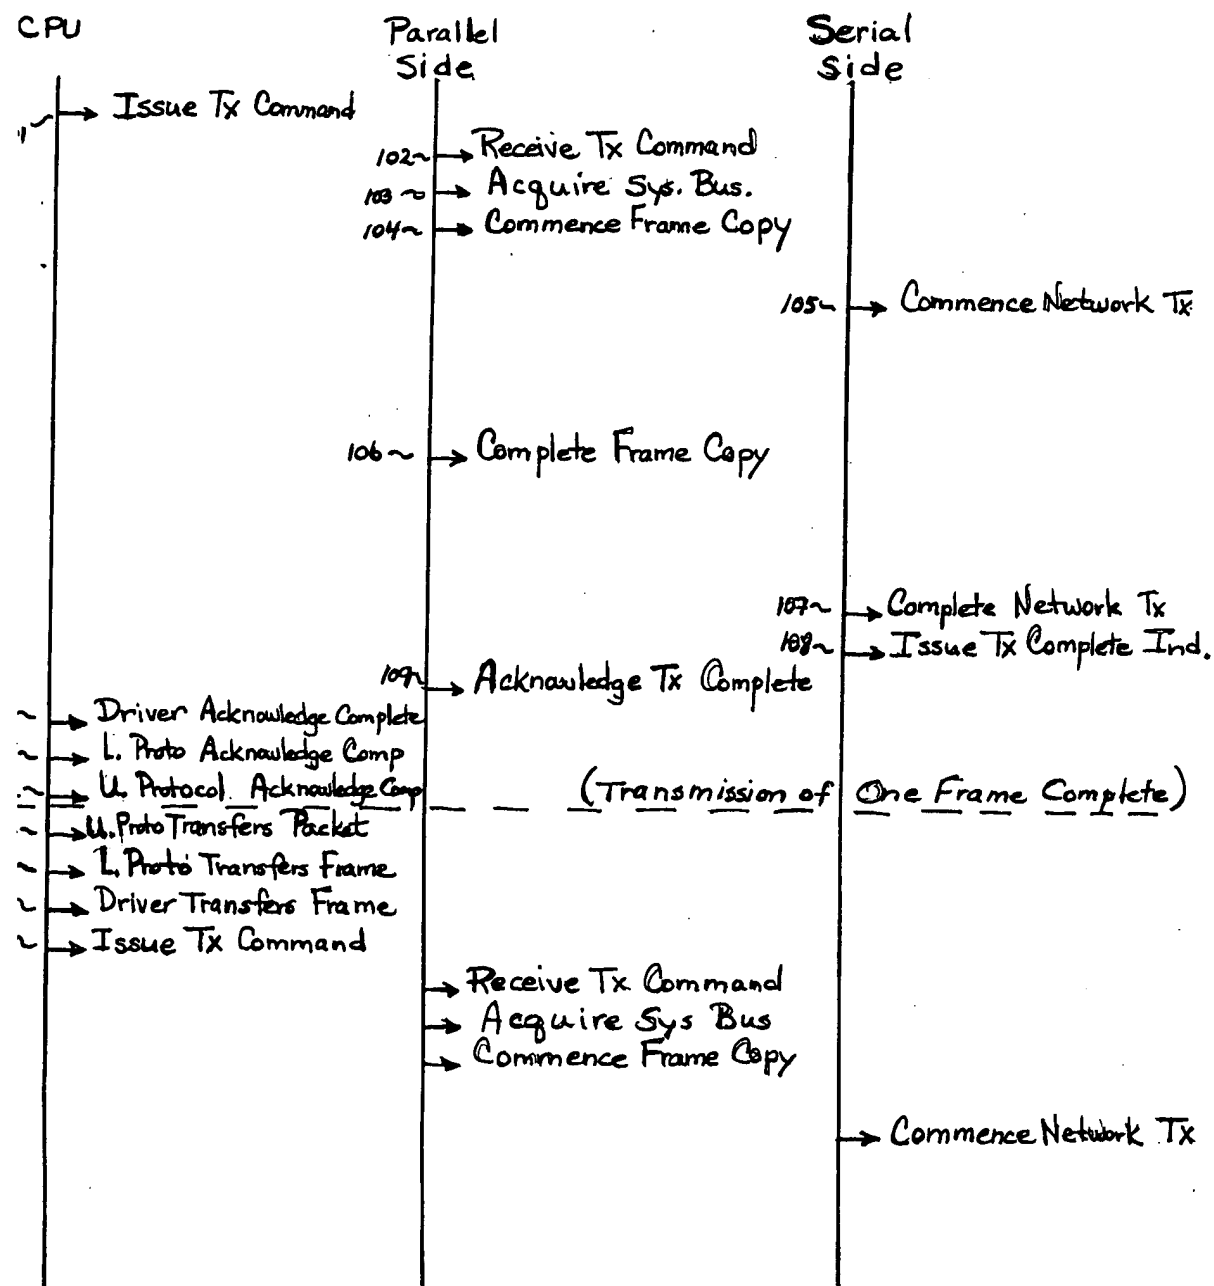 CPU
Parallel
Side
Serial
Side
Issue Tx Command
102~ Receive Tx Command
103~ Acquire Sys. Bus.
104~ Commence Frame Copy
105~ Commence Network Tx
106~ Complete Frame Copy
107~ Complete Network Tx
108~ Issue Tx Complete Ind.
109~ Acknowledge Tx Complete
~ Driver Acknowledge Complete
~ L. Proto Acknowledge Comp
~ U. Protocol Acknowledge Comp
(Transmission of One Frame Complete)
~ U. Proto Transfers Packet
~ L. Proto Transfers Frame
~ Driver Transfers Frame
~ Issue Tx Command
Receive Tx Command
Acquire Sys Bus
Commence Frame Copy
Commence Network Tx